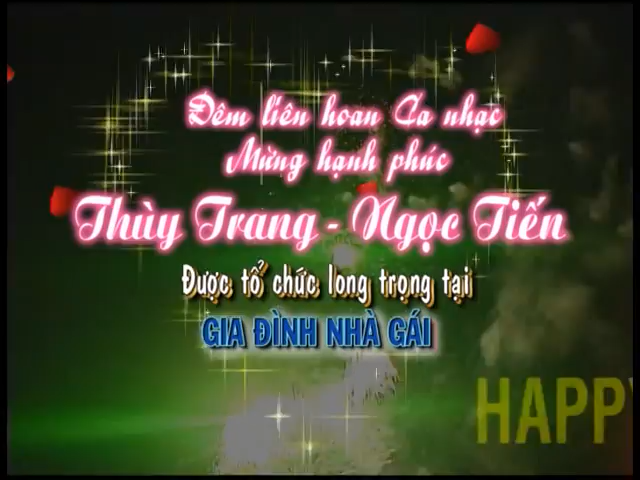 Đêm liên hoan Ca nhạc
Mừng hạnh phúc
Thùy Trang - Ngọc Tiến
Được tổ chức long trọng tại
GIA ĐÌNH NHÀ GÁI
HAPPY